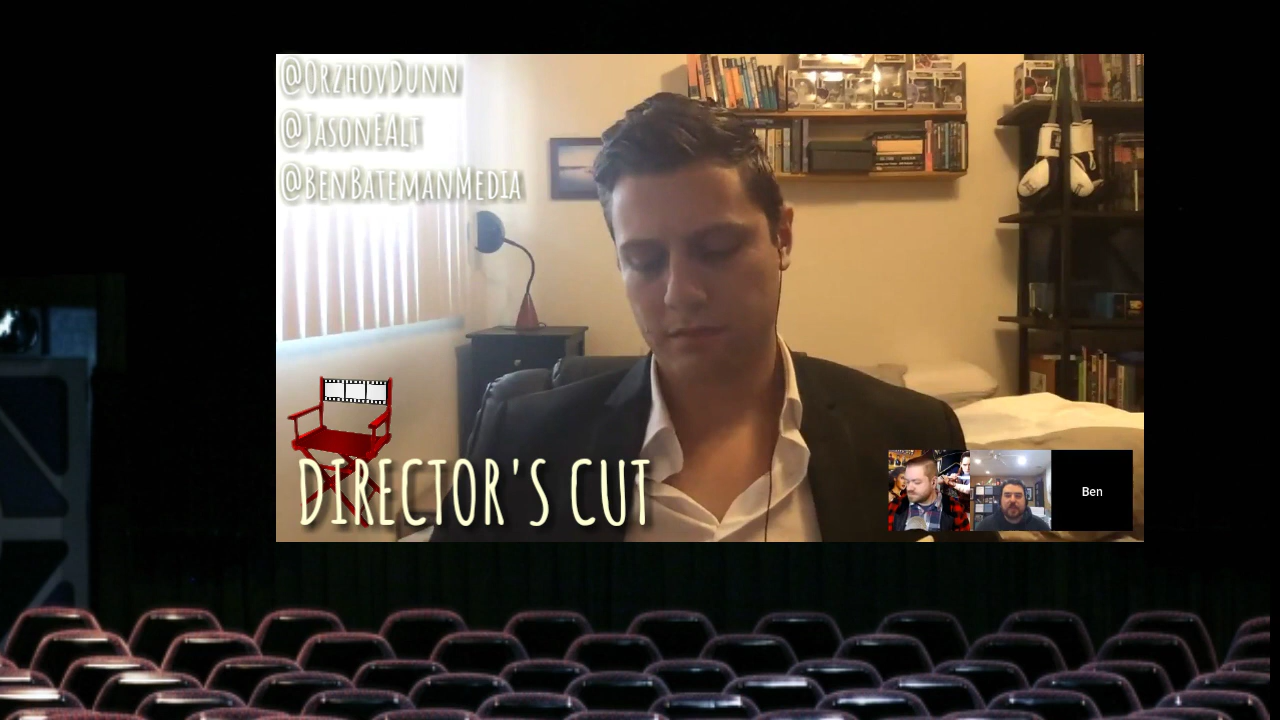 @OrzhovDunn
@JasonEAlt
@BenBatemanMedia
DIRECTOR'S CUT
Ben